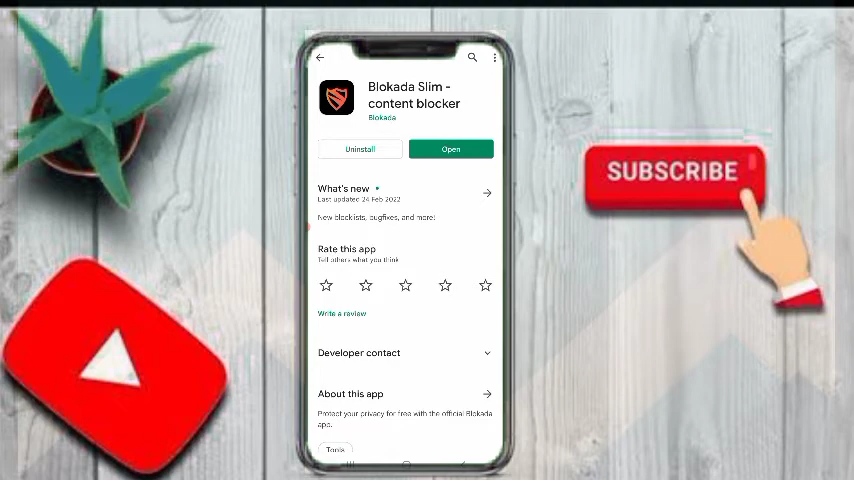 Blokada Slim -
content blocker
Blokada
Uninstall
Open
What's new
Last updated 24 Feb 2022
New blocklists, bugfixes, and more!
Rate this app
Tell others what you think
Write a review
Developer contact
About this app
Protect your privacy for free with the official Blokada
app.
Tools
SUBSCRIBE